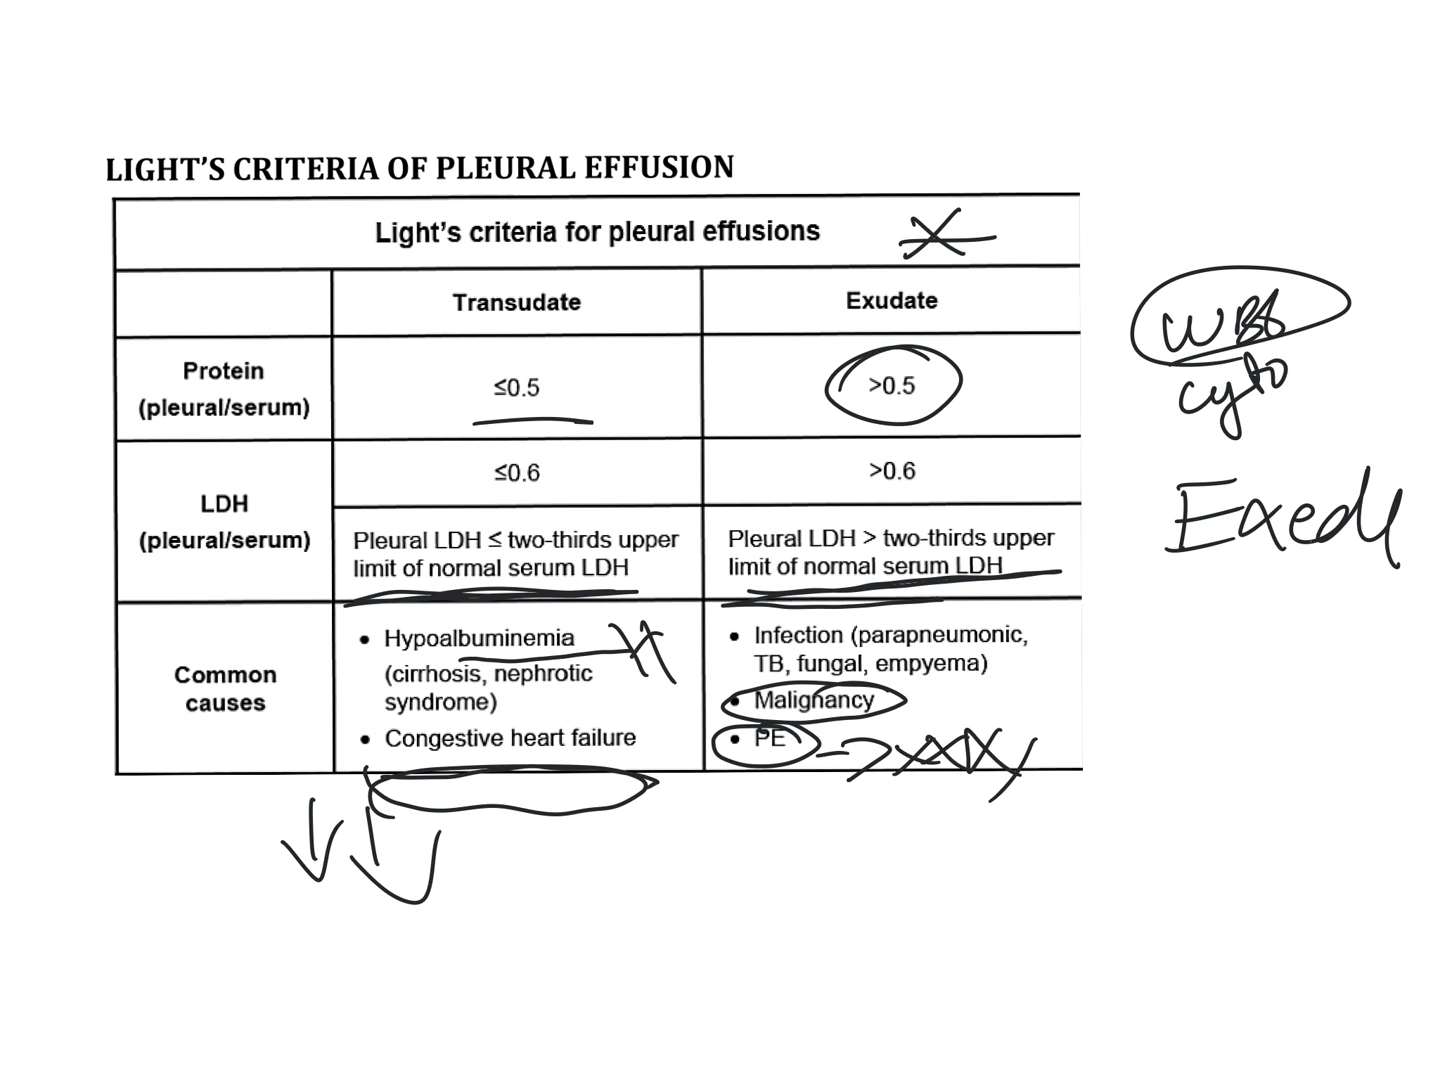 LIGHT'S CRITERIA OF PLEURAL EFFUSION
Light's criteria for pleural effusions
Transudate
Exudate
Protein
(pleural/serum)
≤0.5
>0.5
LDH
(pleural/serum)
≤0.6
>0.6
Pleural LDH ≤ two-thirds upper
limit of normal serum LDH
Pleural LDH > two-thirds upper
limit of normal serum LDH
Common
causes
• Hypoalbuminemia
(cirrhosis, nephrotic
syndrome)
• Congestive heart failure
• Infection (parapneumonic,
TB, fungal, empyema)
• Malignancy
• PE
cyto